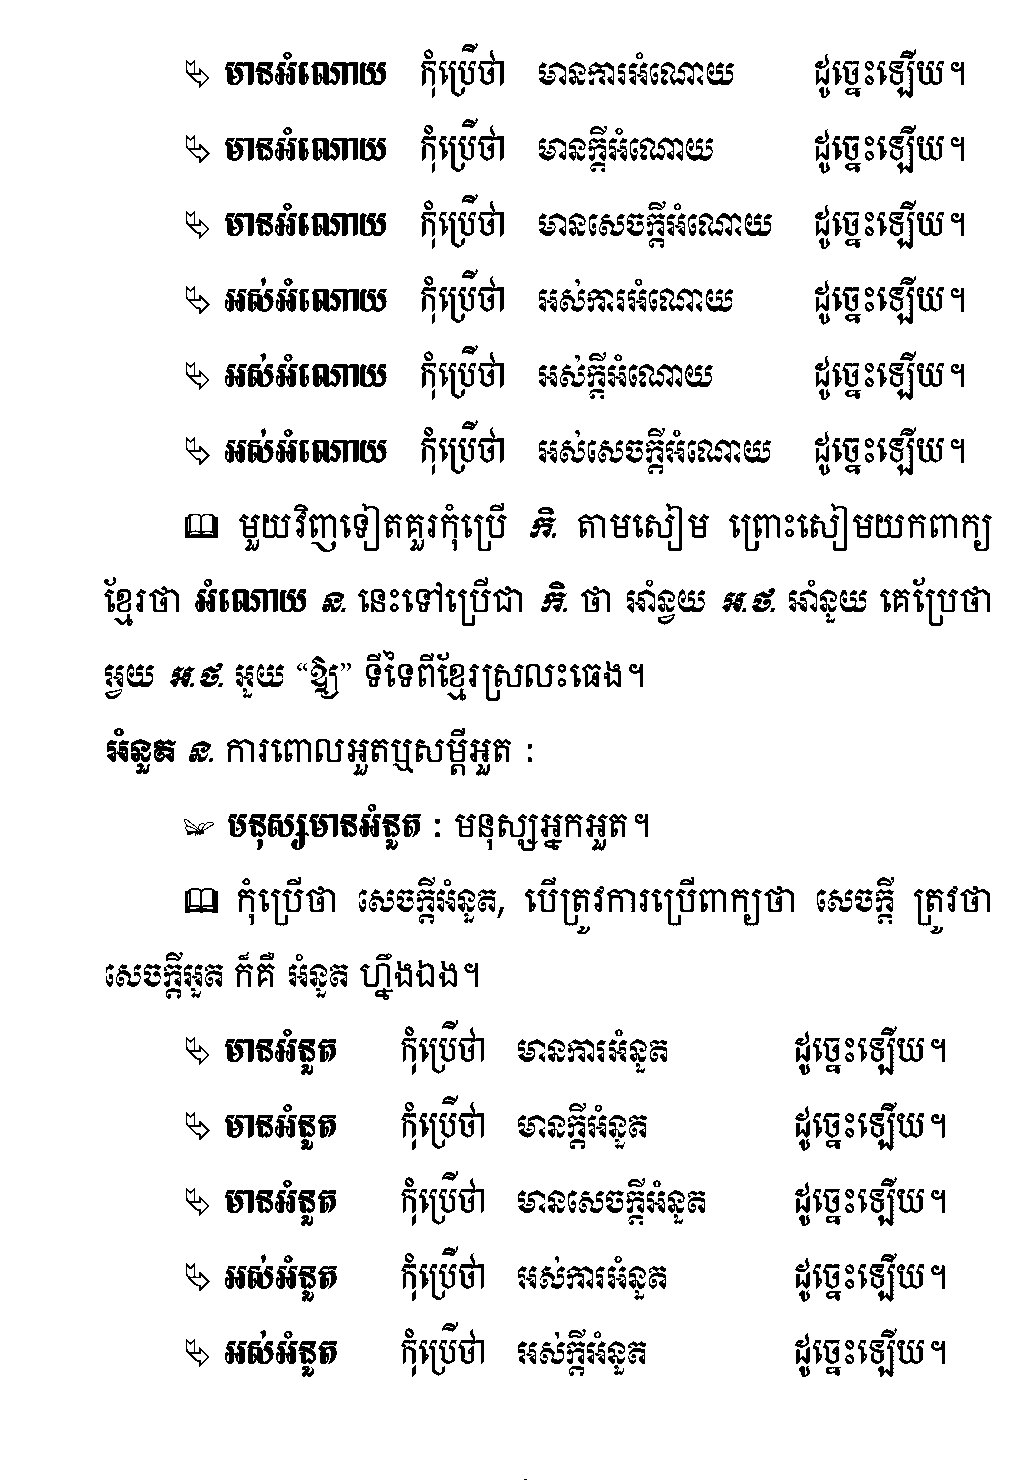 មានអំណោយ កុំប្រើថា មានការអំណោយ ដូច្នេះឡើយ។
មានអំណោយ កុំប្រើថា មានក្ដីអំណោយ ដូច្នេះឡើយ។
មានអំណោយ កុំប្រើថា មានសេចក្ដីអំណោយ ដូច្នេះឡើយ។
អស់អំណោយ កុំប្រើថា អស់ការអំណោយ ដូច្នេះឡើយ។
អស់អំណោយ កុំប្រើថា អស់ក្ដីអំណោយ ដូច្នេះឡើយ។
អស់អំណោយ កុំប្រើថា អស់សេចក្ដីអំណោយ ដូច្នេះឡើយ។
មួយវិញទៀតគួរកុំប្រើ កិ. តាមសៀម ព្រោះសៀមយកពាក្យ
ខ្មែរថា អំណោយ ន. នេះទៅប្រើជា កិ. ថា អាំន្វយ អ.ថ. អាំនួយ គេប្រែថា
អ្វយ អ.ថ. អួយ “ឱ្យ” ទីទៃពីខ្មែរស្រលះធេង។
អំនួត ន. ការពោលអួតឬសម្ដីអួត :
មនុស្សមានអំនួត : មនុស្សអ្នកអួត។
កុំប្រើថា សេចក្ដីអំនួត, បើត្រូវការប្រើពាក្យថា សេចក្ដី ត្រូវថា
សេចក្ដីអួត ក៏គឺ អំនួត ហ្នឹងឯង។
មានអំនួត កុំប្រើថា មានការអំនួត ដូច្នេះឡើយ។
មានអំនួត កុំប្រើថា មានក្ដីអំនួត ដូច្នេះឡើយ។
មានអំនួត កុំប្រើថា មានសេចក្ដីអំនួត ដូច្នេះឡើយ។
អស់អំនួត កុំប្រើថា អស់ការអំនួត ដូច្នេះឡើយ។
អស់អំនួត កុំប្រើថា អស់ក្ដីអំនួត ដូច្នេះឡើយ។